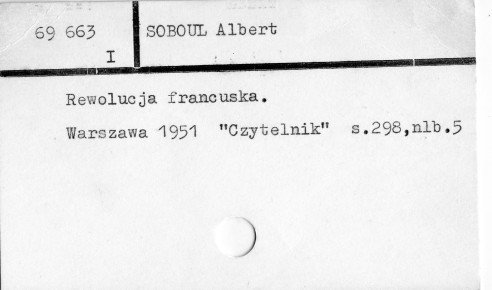 69 663 SOBOUL Albert
I
Rewolucja francuska.
Warszawa 1951 "Czytelnik" s.298,nlb.5